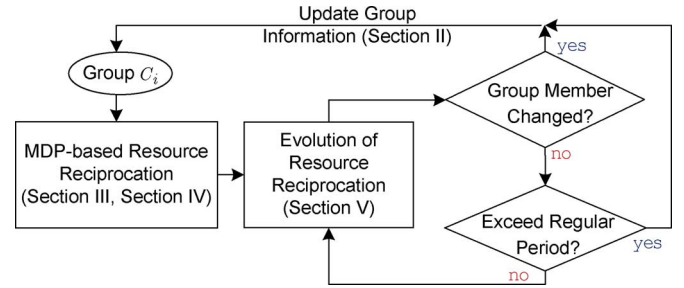 Update Group
Information (Section II)
Group Ci
MDP-based Resource
Reciprocation
(Section III, Section IV)
Evolution of
Resource
Reciprocation
(Section V)
yes
Group Member
Changed?
no
Exceed Regular
Period?
yes
no